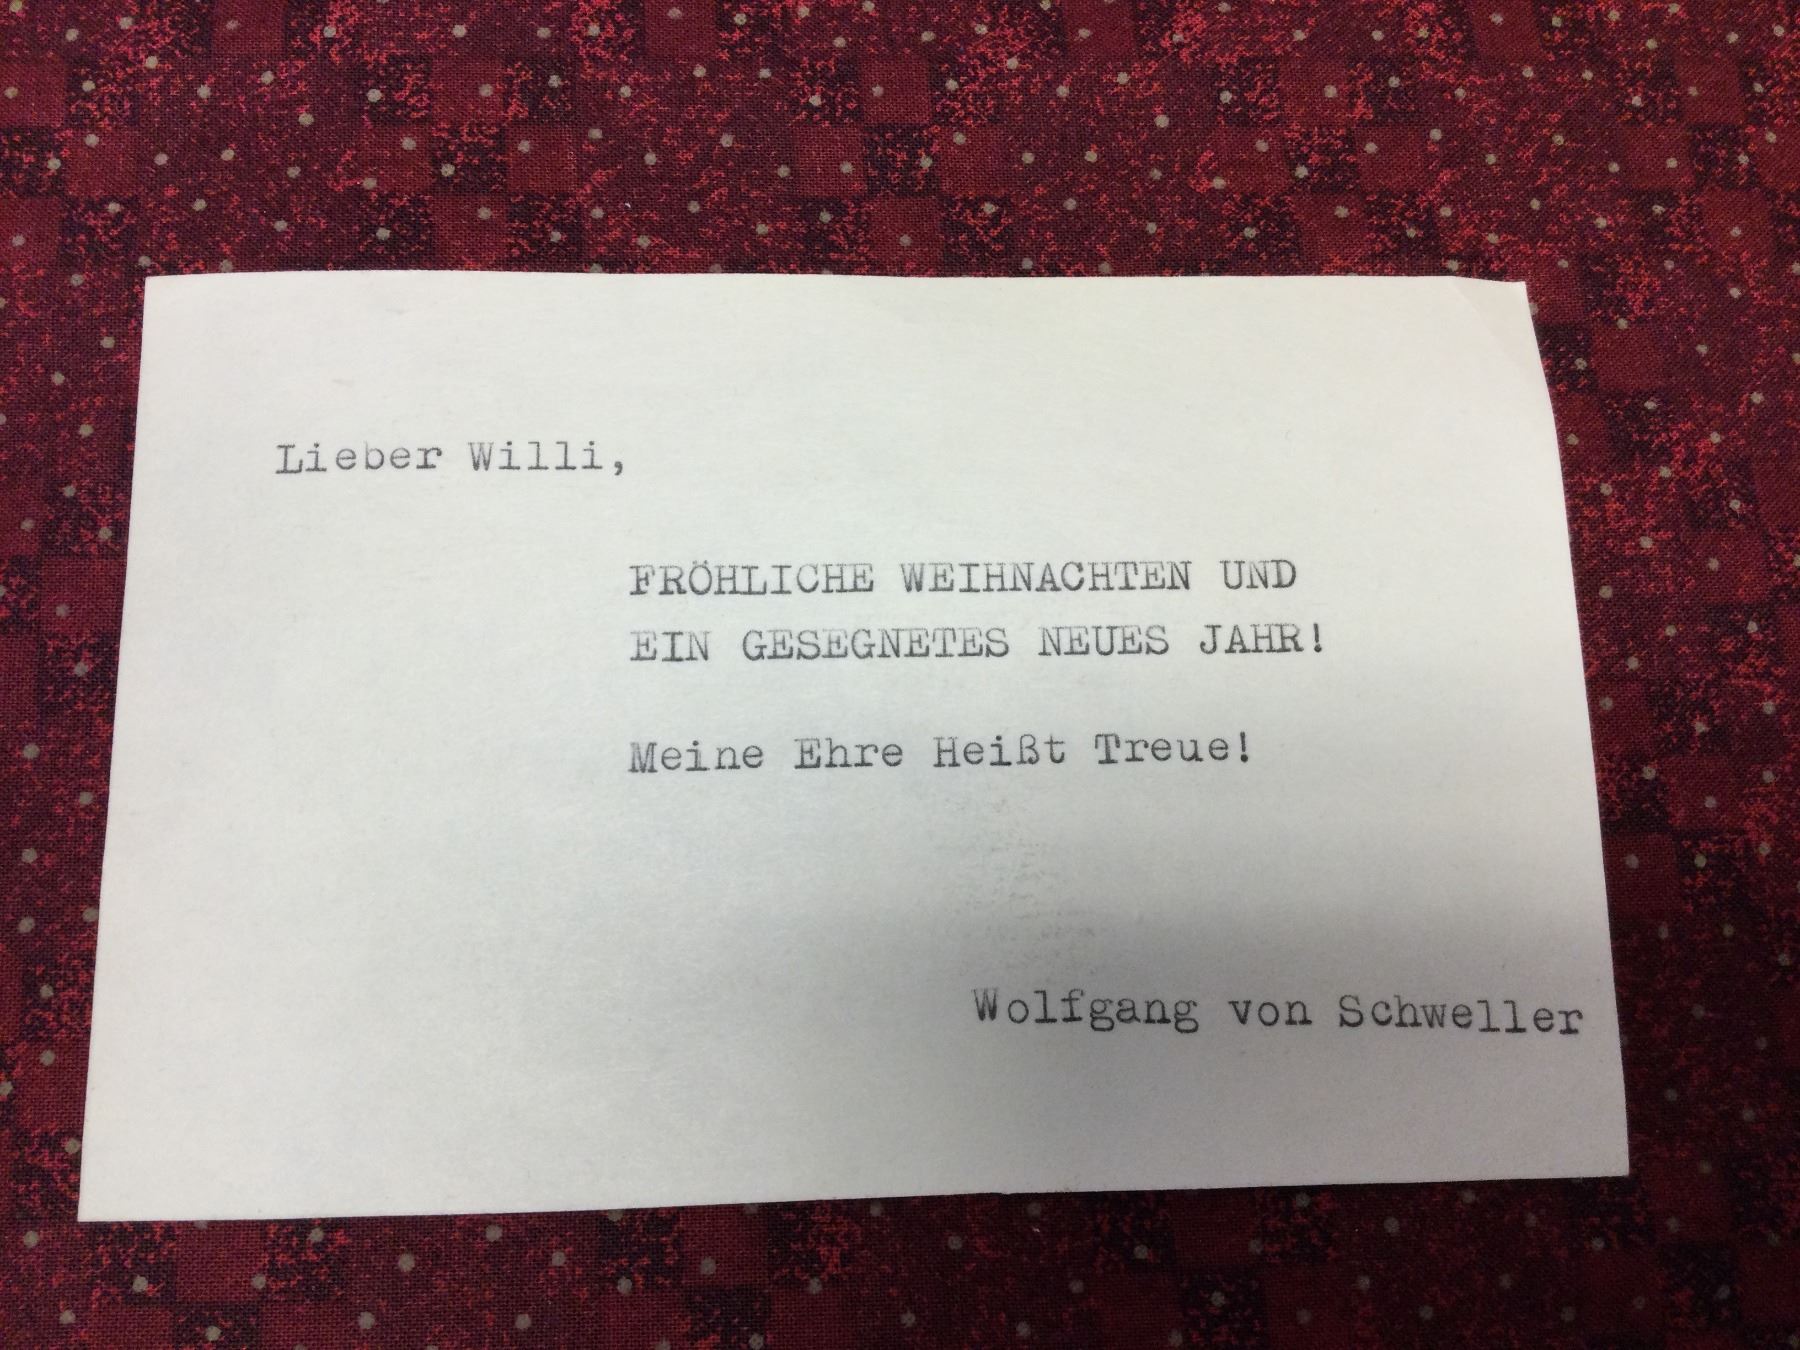 Lieber Willi,
FRÖHLICHE WEIHNACHTEN UND
EIN GESEGNETES NEUES JAHR!
Meine Ehre Heißt Treue!
Wolfgang von Schweller